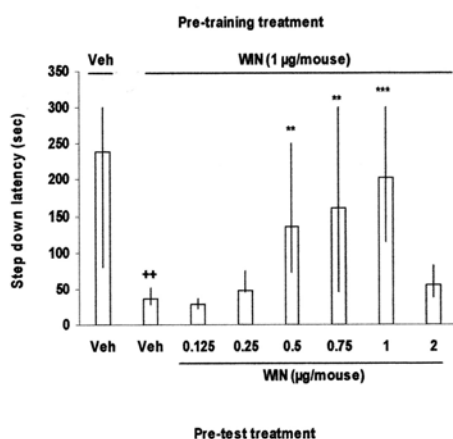 Pre-training treatment
Veh WIN (1 µg/mouse)
Step down latency (sec)
350
300
250
200
150
100
50
0
++
**
**
***
Veh Veh 0.125 0.25 0.5 0.75 1 2
WIN (µg/mouse)
Pre-test treatment